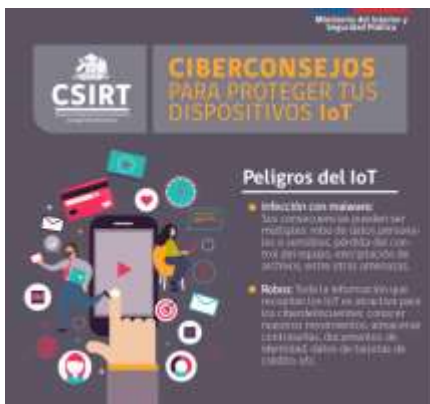 Ministerio del Interior y
Seguridad Pública
CSIRT
CIBERCONSEJOS
PARA PROTEGER TUS
DISPOSITIVOS IoT
Peligros del IoT
Infección con malware:
Sus consecuencias pueden ser
múltiples: robo de datos persona-
les o sensibles, pérdida del con-
trol del equipo, encriptación de
archivos, entre otras amenazas.
Robos: Toda la información que
recopilan los IoT es atractiva para
los ciberdelincuentes: conocer
nuestros movimientos, almacenar
contraseñas, documentos de
identidad, datos de tarjetas de
crédito, etc.